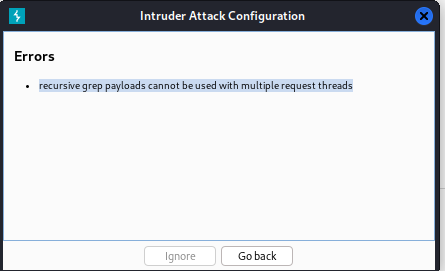 Intruder Attack Configuration
Errors
• recursive grep payloads cannot be used with multiple request threads
Ignore Go back